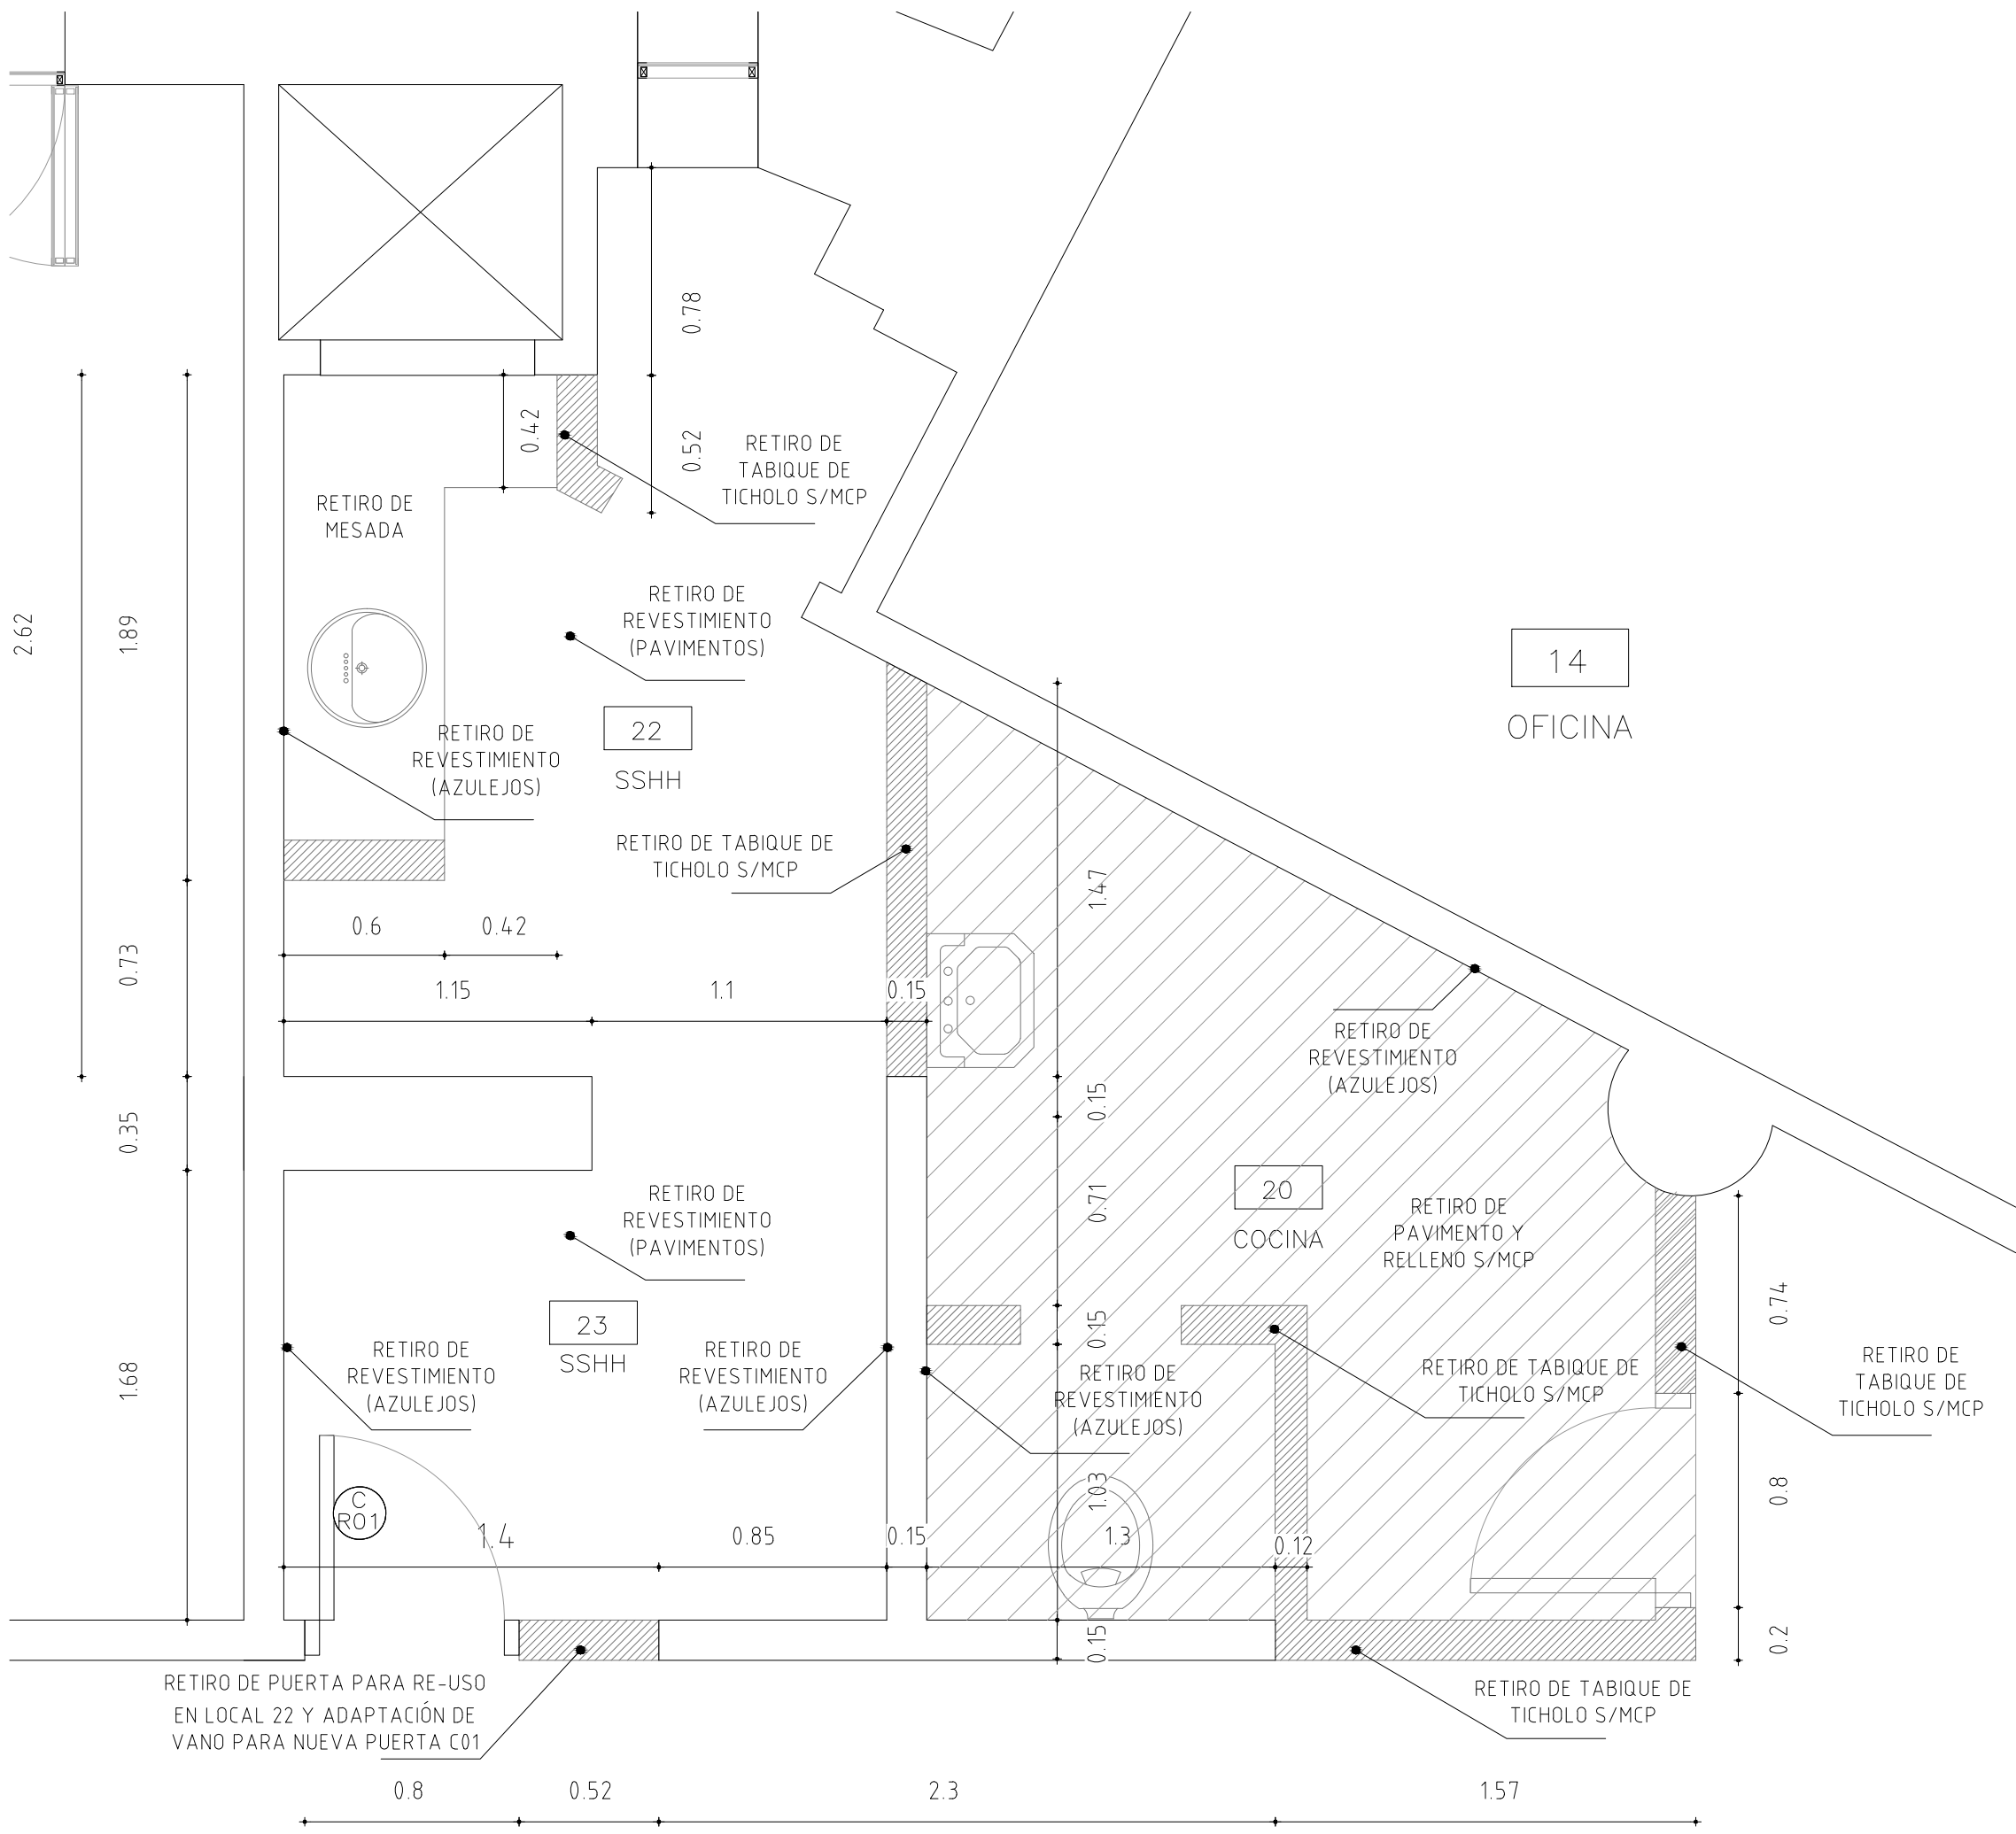 0.78
0.42
0.52
RETIRO DE
TABIQUE DE
TICHOLO S/MCP
RETIRO DE
MESADA
2.62
1.89
RETIRO DE
REVESTIMIENTO
(PAVIMENTOS)
14
OFICINA
22
SSHH
RETIRO DE
REVESTIMIENTO
(AZULEJOS)
RETIRO DE TABIQUE DE
TICHOLO S/MCP
1.47
0.6
0.42
0.73
1.15
1.1
0.15
RETIRO DE
REVESTIMIENTO
(AZULEJOS)
0.15
0.35
0.71
20
COCINA
RETIRO DE
REVESTIMIENTO
(PAVIMENTOS)
RETIRO DE
PAVIMENTO Y
RELLENO S/MCP
0.74
23
SSHH
0.15
1.68
RETIRO DE
REVESTIMIENTO
(AZULEJOS)
RETIRO DE
REVESTIMIENTO
(AZULEJOS)
RETIRO DE
REVESTIMIENTO
(AZULEJOS)
RETIRO DE TABIQUE DE
TICHOLO S/MCP
RETIRO DE
TABIQUE DE
TICHOLO S/MCP
C
R01
1.03
0.8
1.4
0.85
0.15
1.3
0.12
0.15
0.2
RETIRO DE PUERTA PARA RE-USO
EN LOCAL 22 Y ADAPTACIÓN DE
VANO PARA NUEVA PUERTA C01
RETIRO DE TABIQUE DE
TICHOLO S/MCP
0.8
0.52
2.3
1.57